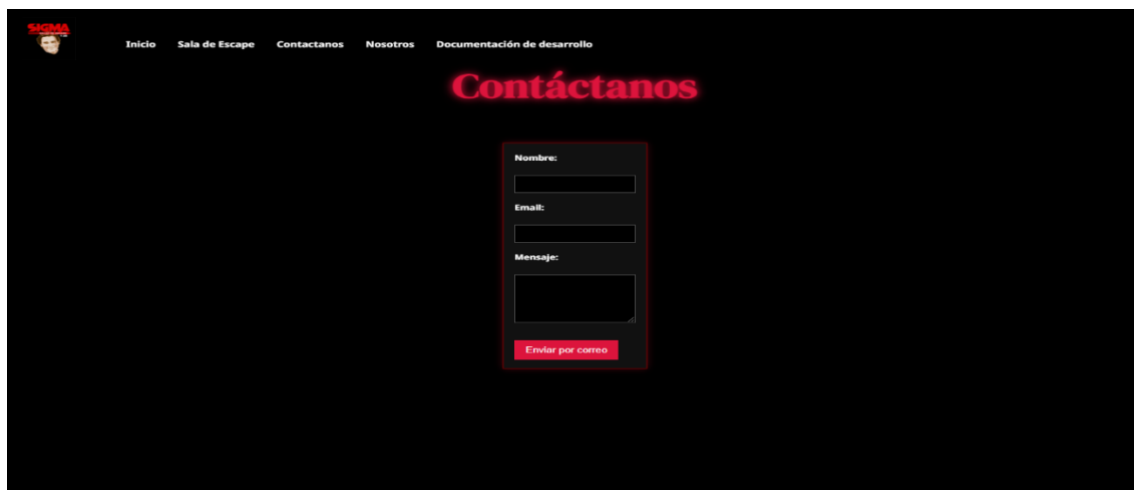 SIGMA
Inicio Sala de Escape Contactanos Nosotros Documentación de desarrollo
Contáctanos
Nombre:
Email:
Mensaje:
Enviar por correo